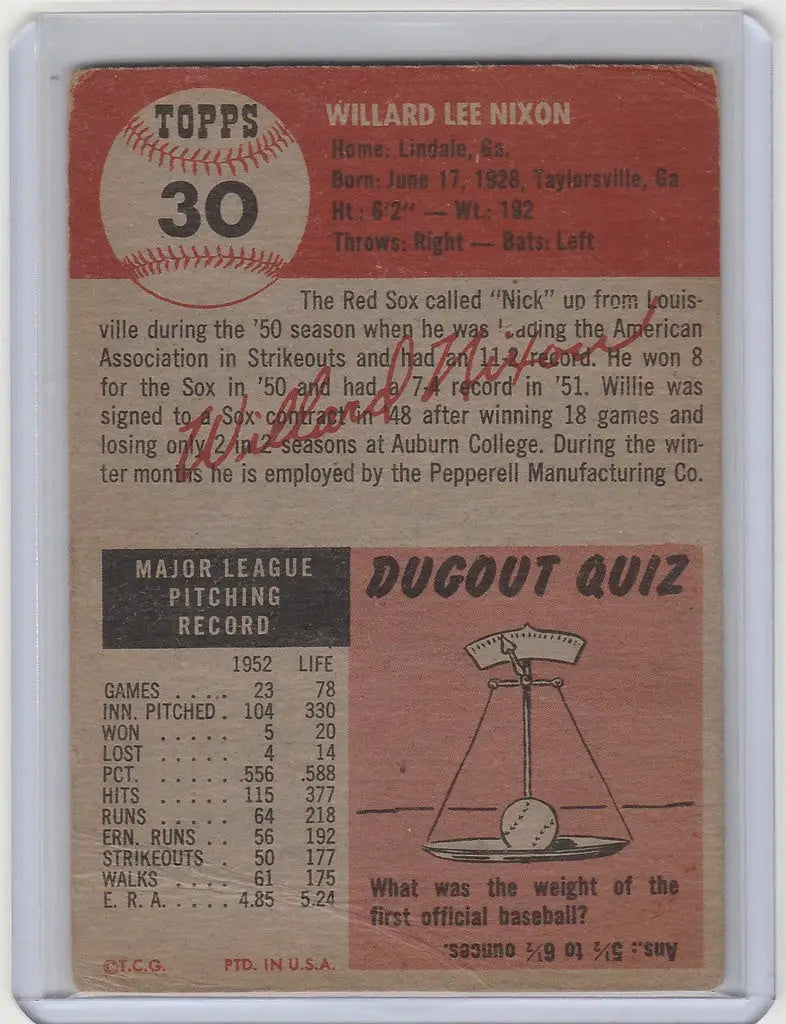 TOPPS
30
WILLARD LEE NIXON
Home: Lindale, Ga.
Born: June 17, 1928, Taylorsville, Ga.
Ht.: 6'2" — Wt.: 192
Throws: Right — Bats: Left
The Red Sox called "Nick" up from Louis-
ville during the '50 season when he was leading the American
Association in Strikeouts and had an 11-2 record. He won 8
for the Sox in '50 and had a 7-4 record in '51. Willie was
signed to a Sox contract in '48 after winning 18 games and
losing only 2 in 2 seasons at Auburn College. During the win-
ter months he is employed by the Pepperell Manufacturing Co.
Willard Nixon
MAJOR LEAGUE
PITCHING
RECORD
1952 LIFE
GAMES . . . . . 23 78
INN. PITCHED . 104 330
WON . . . . . 5 20
LOST . . . . . 4 14
PCT. . . . . . .556 .588
HITS . . . . . 115 377
RUNS . . . . . 64 218
ERN. RUNS . . 56 192
STRIKEOUTS . 50 177
WALKS . . . . 61 175
E. R. A. . . . . . 4.85 5.24
©T.C.G. PTD. IN U.S.A.
DUGOUT QUIZ
What was the weight of the
first official baseball?
Ans.: 5½ to 6½ ounces.